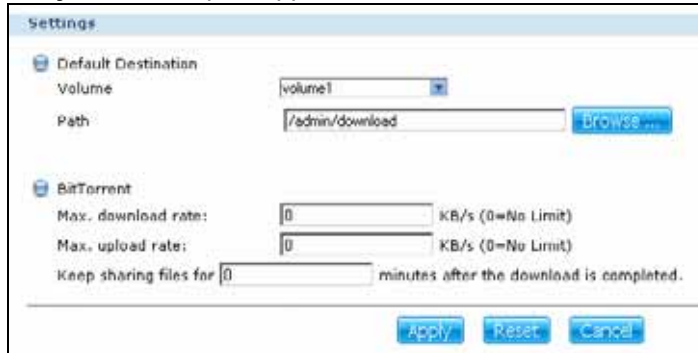 Settings
Default Destination
Volume volume1
Path /admin/download Browse ...
BitTorrent
Max. download rate: 0 KB/s (0=No Limit)
Max. upload rate: 0 KB/s (0=No Limit)
Keep sharing files for 0 minutes after the download is completed.
Apply Reset Cancel